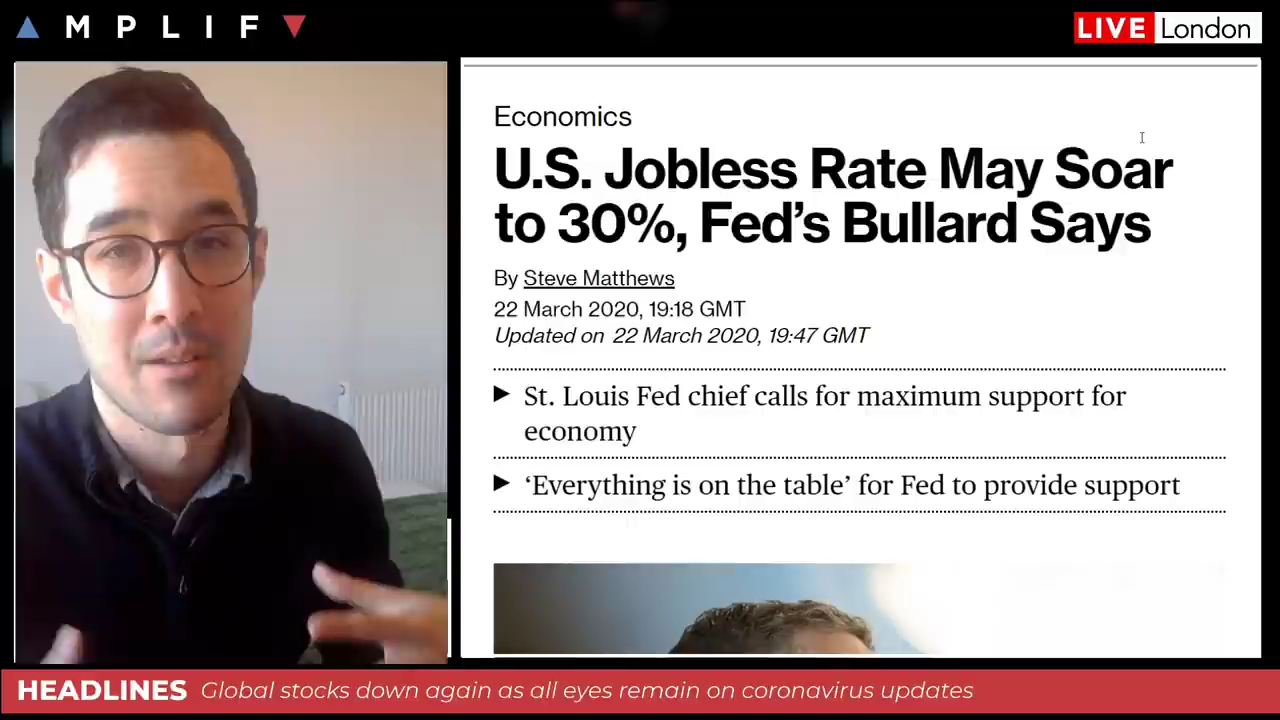 ▲ M P L I F ▼
LIVE London
Economics
U.S. Jobless Rate May Soar
to 30%, Fed’s Bullard Says
By Steve Matthews
22 March 2020, 19:18 GMT
Updated on 22 March 2020, 19:47 GMT
► St. Louis Fed chief calls for maximum support for
economy
► ‘Everything is on the table’ for Fed to provide support
HEADLINES Global stocks down again as all eyes remain on coronavirus updates